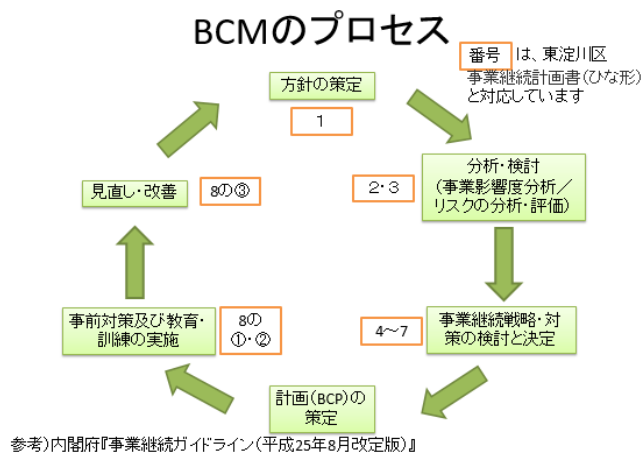 BCMのプロセス
番号 は、東淀川区
事業継続計画書(ひな形)
と対応しています
方針の策定
1
分析・検討
(事業影響度分析/
リスクの分析・評価)
2・3
事業継続戦略・対
策の検討と決定
4~7
計画(BCP)の
策定
事前対策及び教育・
訓練の実施
8の
①・②
見直し・改善
8の③
参考)内閣府『事業継続ガイドライン(平成25年8月改定版)』